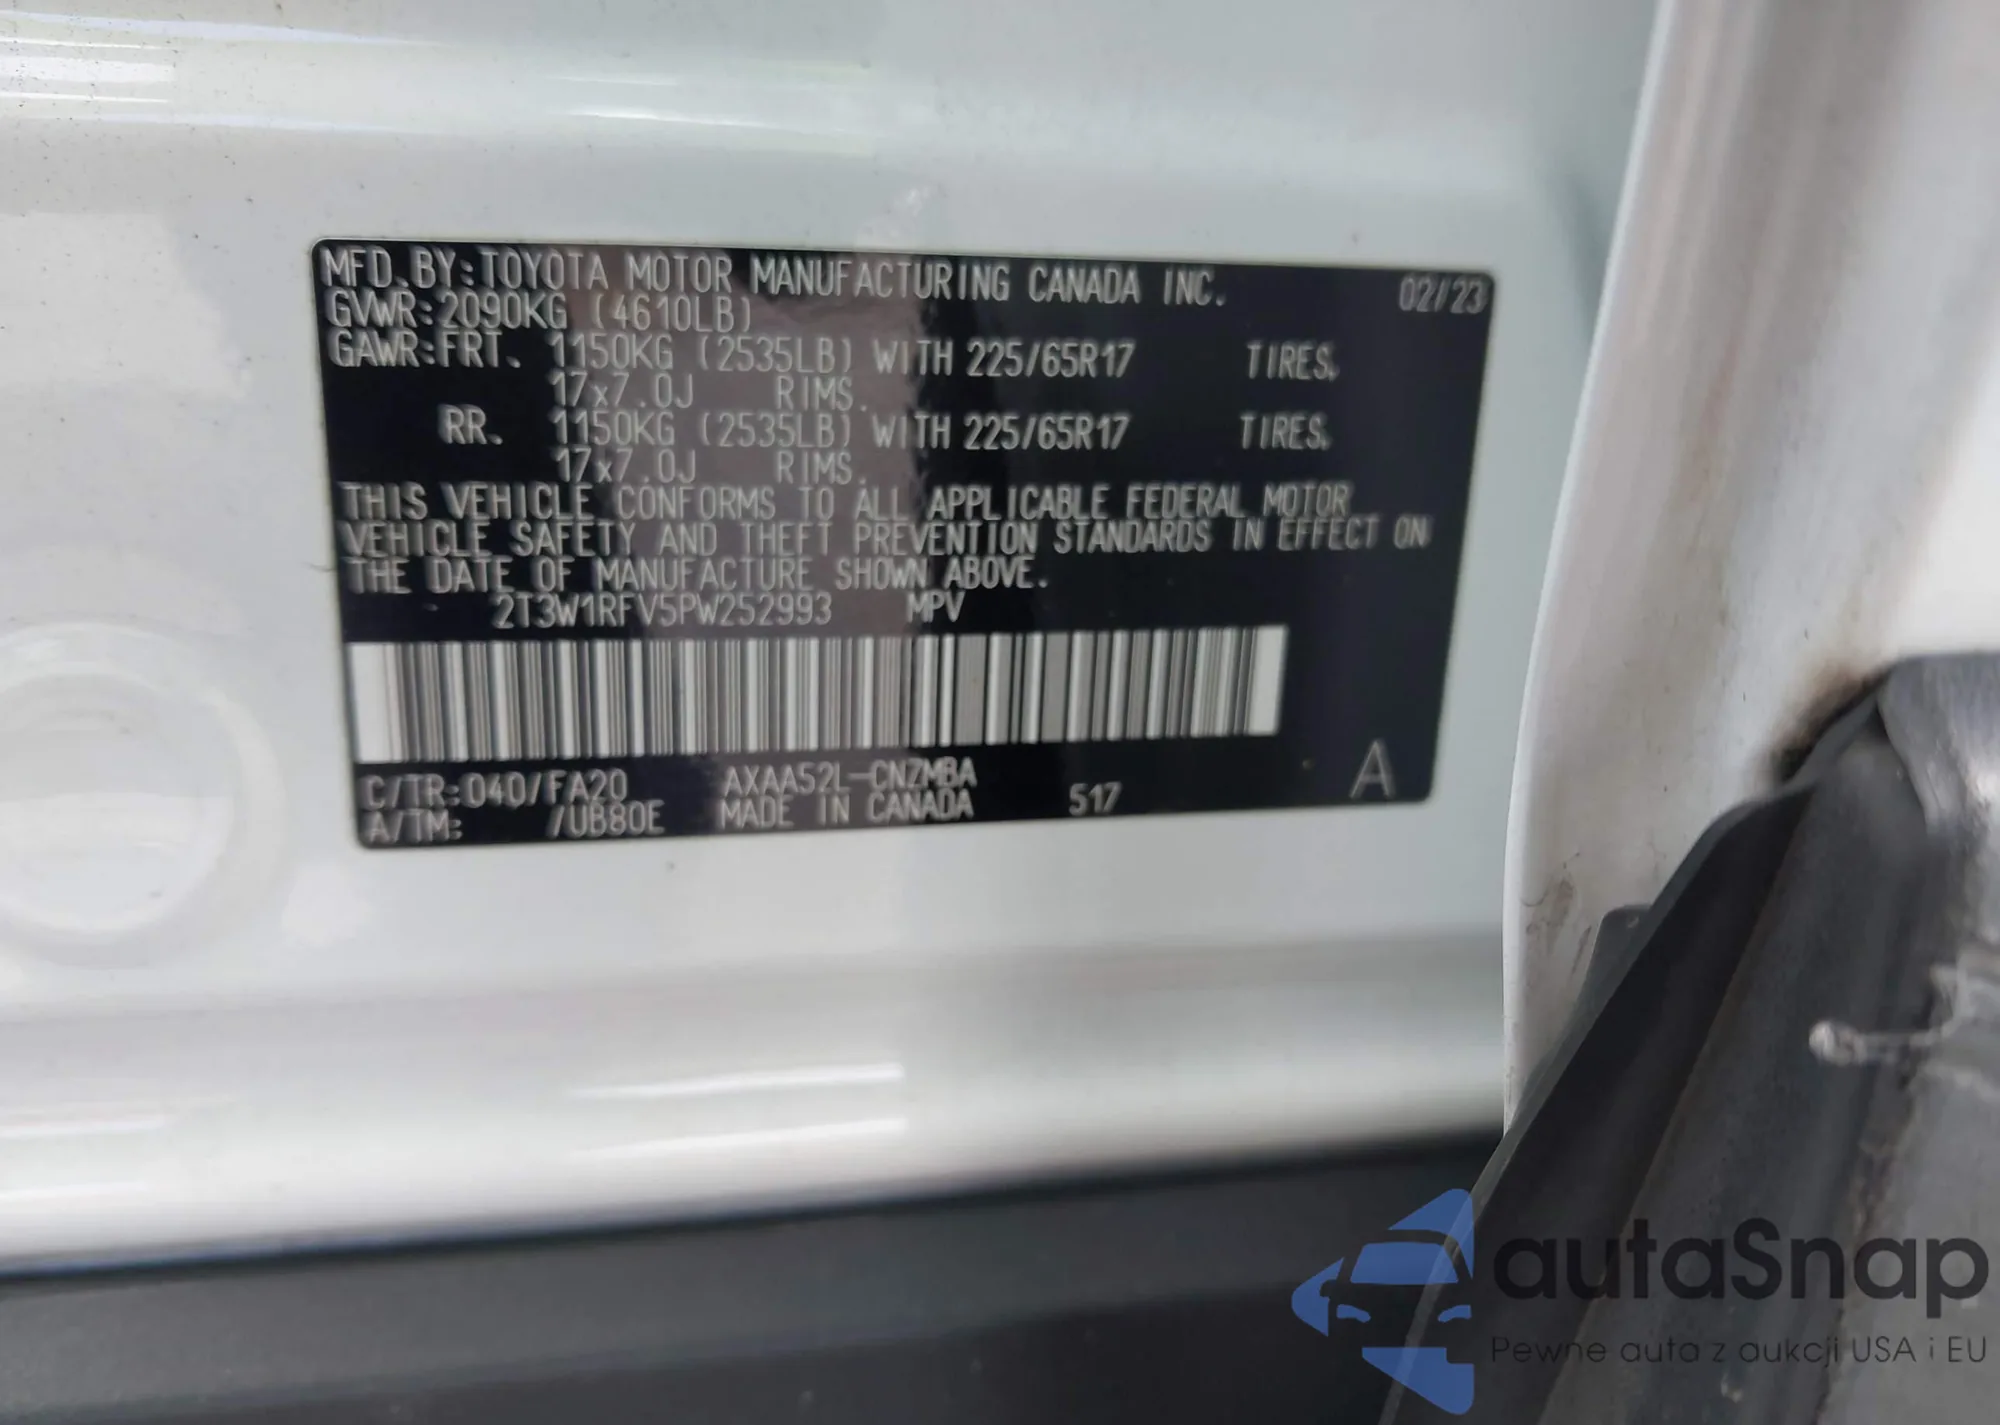 MFD. BY: TOYOTA MOTOR MANUFACTURING CANADA INC. 02/23
GVWR: 2090KG (4610LB)
GAWR: FRT. 1150KG (2535LB) WITH 225/65R17 TIRES,
17x7.0J RIMS.
RR. 1150KG (2535LB) WITH 225/65R17 TIRES,
17x7.0J RIMS.
THIS VEHICLE CONFORMS TO ALL APPLICABLE FEDERAL MOTOR
VEHICLE SAFETY AND THEFT PREVENTION STANDARDS IN EFFECT ON
THE DATE OF MANUFACTURE SHOWN ABOVE.
2T3W1RFV5PW252993 MPV
C/TR: 040/FA20 AXAA52L-CNZMBA
A/TM: /UB80E MADE IN CANADA 517 A
autaSnap
Pewne auta z aukcji USA i EU